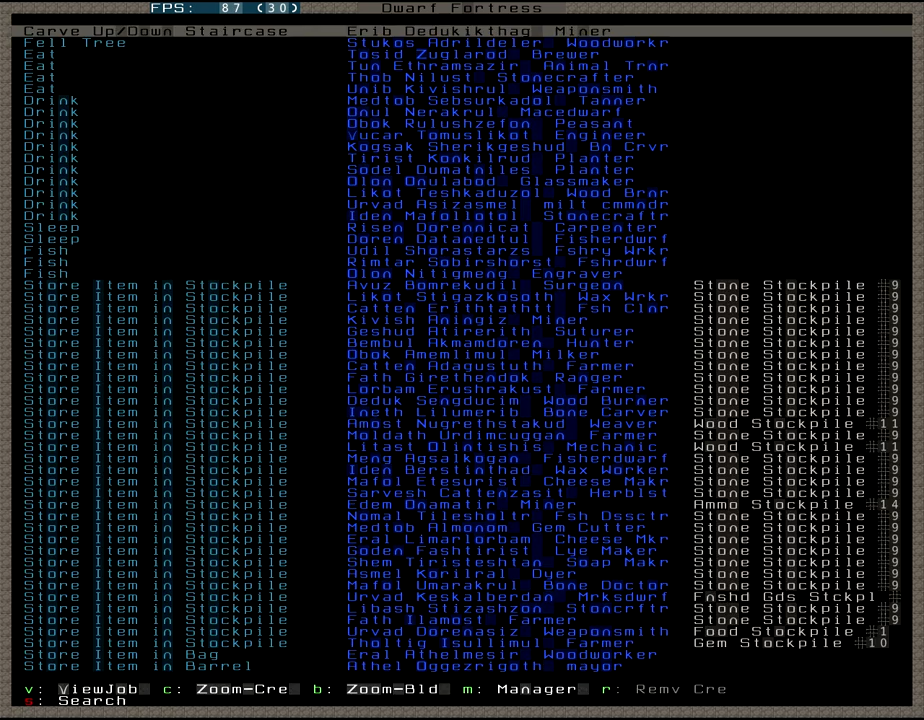 FPS: 87 (30) Dwarf Fortress
Carve Up/Down Staircase Erib Dedukikthag Miner
Fell Tree Stukos Adrildeler Woodworkr
Eat Tosid Zuglarod Brewer
Eat Tun Ethramsazir Animal Trnr
Eat Thob Nilust Stonecrafter
Eat Unib Kivishrul Weaponsmith
Drink Medtob Sebsurkadol Tanner
Drink Onul Nerakrul Macedwarf
Drink Obok Rulushzefon Peasant
Drink Vucar Tomuslikot Engineer
Drink Kogsak Sherikgeshud Bn Crvr
Drink Tirist Konkilrud Planter
Drink Sodel Dumatniles Planter
Drink Olon Onulabod Glassmaker
Drink Likot Teshkaduzol Wood Brnr
Drink Urvad Asizasmel milt cmmndr
Drink Iden Mafollotol Stonecraftr
Sleep Risen Dorennicat Carpenter
Sleep Doren Datanedtul Fisherdwrf
Fish Udil Shorastarzs Fshry Wrkr
Fish Rimtar Sobirshorst Fshrdwrf
Fish Olon Nitigmeng Engraver
Store Item in Stockpile Avuz Bomrekudil Surgeon Stone Stockpile #9
Store Item in Stockpile Likot Stigazkosoth Wax Wrkr Stone Stockpile #9
Store Item in Stockpile Catten Erithtathtt Fsh Clnr Stone Stockpile #9
Store Item in Stockpile Kivish Aningiz Miner Stone Stockpile #9
Store Item in Stockpile Geshud Atirenith Suturer Stone Stockpile #9
Store Item in Stockpile Bembul Akmamdoren Hunter Stone Stockpile #9
Store Item in Stockpile Obok Amemlimul Milker Stone Stockpile #9
Store Item in Stockpile Catten Adagustuth Farmer Stone Stockpile #9
Store Item in Stockpile Fath Girethendok Ranger Stone Stockpile #9
Store Item in Stockpile Lorbam Erushrakust Farmer Stone Stockpile #9
Store Item in Stockpile Deduk Sengducim Wood Burner Stone Stockpile #9
Store Item in Stockpile Ineth Lilumerib Bone Carver Stone Stockpile #9
Store Item in Stockpile Amost Nugrethstakud Weaver Wood Stockpile #11
Store Item in Stockpile Moldath Urdimcuggan Farmer Stone Stockpile #9
Store Item in Stockpile Litast Olintishis Mechanic Wood Stockpile #11
Store Item in Stockpile Meng Agsalkogan Fisherdwarf Stone Stockpile #9
Store Item in Stockpile Iden Berstinthad Wax Worker Stone Stockpile #9
Store Item in Stockpile Mafol Etesurist Cheese Makr Stone Stockpile #9
Store Item in Stockpile Sarvesh Cattenzasit Herblst Stone Stockpile #9
Store Item in Stockpile Edem Onamatir Miner Ammo Stockpile #14
Store Item in Stockpile Nomal Tilesholtr Fsh Dssctr Stone Stockpile #9
Store Item in Stockpile Medtob Almonom Gem Cutter Stone Stockpile #9
Store Item in Stockpile Eral Limarlorbam Cheese Mkr Stone Stockpile #9
Store Item in Stockpile Goden Fashtirist Lye Maker Stone Stockpile #9
Store Item in Stockpile Shem Tiristeshtan Soap Makr Stone Stockpile #9
Store Item in Stockpile Asmel Korilral Dyer Stone Stockpile #9
Store Item in Stockpile Mafol Umarakrul Bone Doctor Stone Stockpile #9
Store Item in Stockpile Urvad Keskalberdan Mrksdwrf Fnshd Gds Stckpl #
Store Item in Stockpile Libash Stizashzon Stoncrftr Stone Stockpile #9
Store Item in Stockpile Fath Ilamost Farmer Stone Stockpile #9
Store Item in Stockpile Urvad Dorenasiz Weaponsmith Food Stockpile #1
Store Item in Stockpile Tholtig Isullimul Farmer Gem Stockpile #10
Store Item in Bag Eral Athelmesir Woodworker
Store Item in Barrel Athel Oggezrigoth mayor
v: ViewJob c: Zoom-Cre b: Zoom-Bld m: Manager r: Remv Cre
s: Search